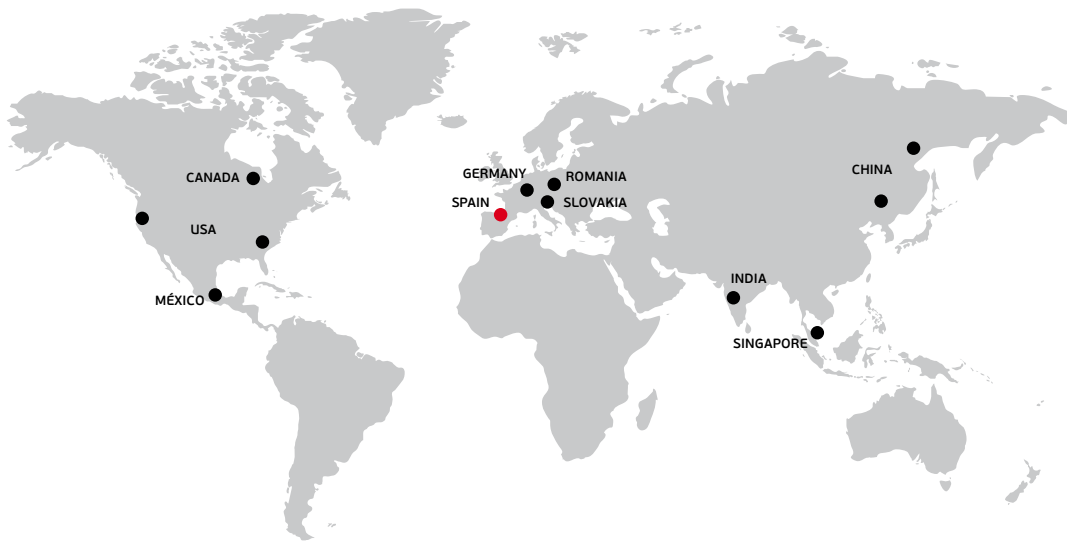 CANADA
USA
MÉXICO
GERMANY
ROMANIA
SPAIN
SLOVAKIA
CHINA
INDIA
SINGAPORE